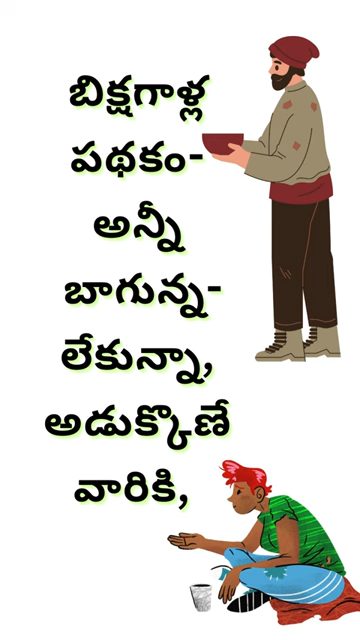 బిక్షగాళ్ల
పథకం-
అన్నీ
బాగున్న-
లేకున్నా,
అడుక్కొణే
వారికి,